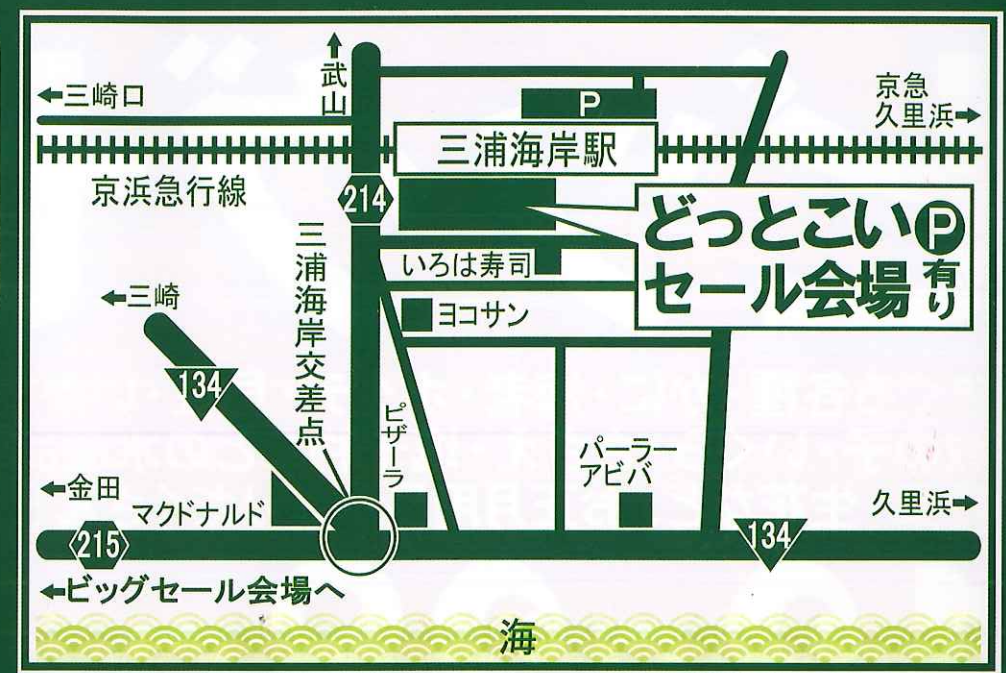 ↑武山
←三崎口
P
京急
久里浜→
三浦海岸駅
京浜急行線
214
どっとこい
セール会場
P有り
いろは寿司
三浦海岸交差点
←三崎
ヨコサン
134
ピザーラ
パーラー
アビバ
←金田
マクドナルド
久里浜→
215
134
←ビッグセール会場へ
海